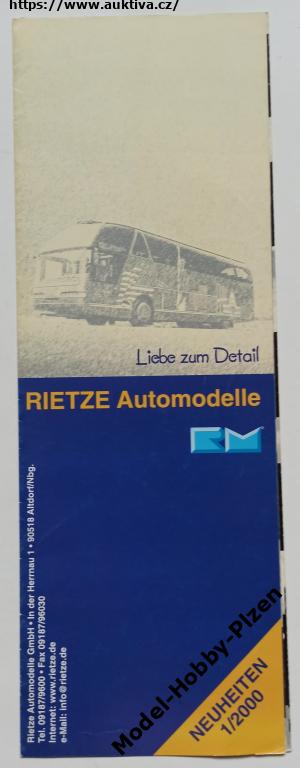 https://www.auktiva.cz/
Liebe zum Detail
RIETZE Automodelle
RM
Rietze Automodelle GmbH • In der Herrnau 1 • 90518 Altdorf/Nbg.
Tel. 09187/9600 • Fax 09187/96030
Internet: www.rietze.de
e-Mail: info@rietze.de
Model-Hobby-Plzen
NEUHEITEN
1/2000